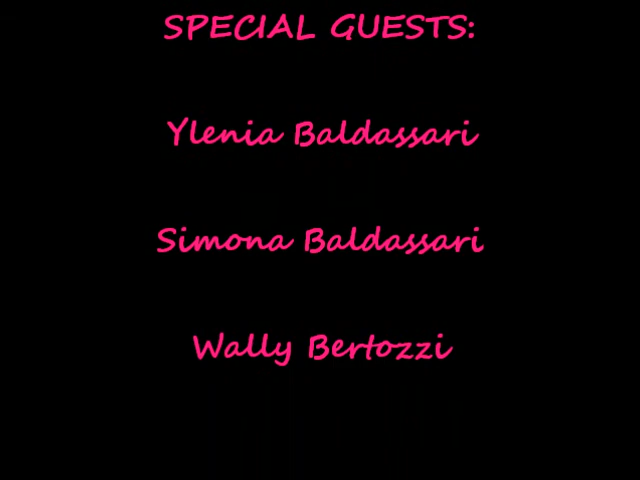 SPECIAL GUESTS:
Ylenia Baldassari
Simona Baldassari
Wally Bertozzi